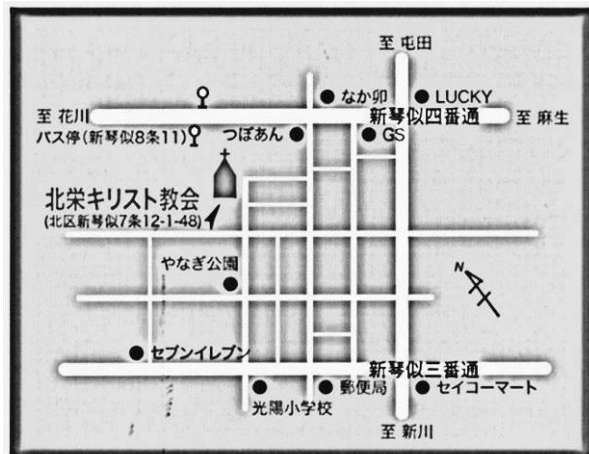 至 屯田
なか卯
LUCKY
至 花川
新琴似四番通
至 麻生
バス停(新琴似8条11)
つぼあん
GS
北栄キリスト教会
(北区新琴似7条12-1-48)
やなぎ公園
N
セブンイレブン
新琴似三番通
光陽小学校
郵便局
セイコーマート
至 新川